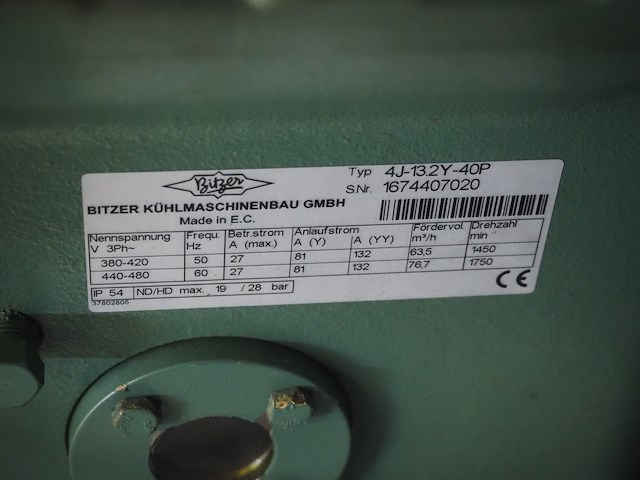 Bitzer
BITZER KÜHLMASCHINENBAU GMBH
Made in E.C.
Typ 4J-13.2Y-40P
S.Nr. 1674407020
Nennspannung V 3Ph~ Frequ. Hz Betr.strom A (max.) Anlaufstrom A (Y) A (YY) Fördervol. m³/h Drehzahl min
380-420 50 27 81 132 63,5 1450
440-480 60 27 81 132 76,7 1750
IP 54 ND/HD max. 19 / 28 bar
37802605
CE